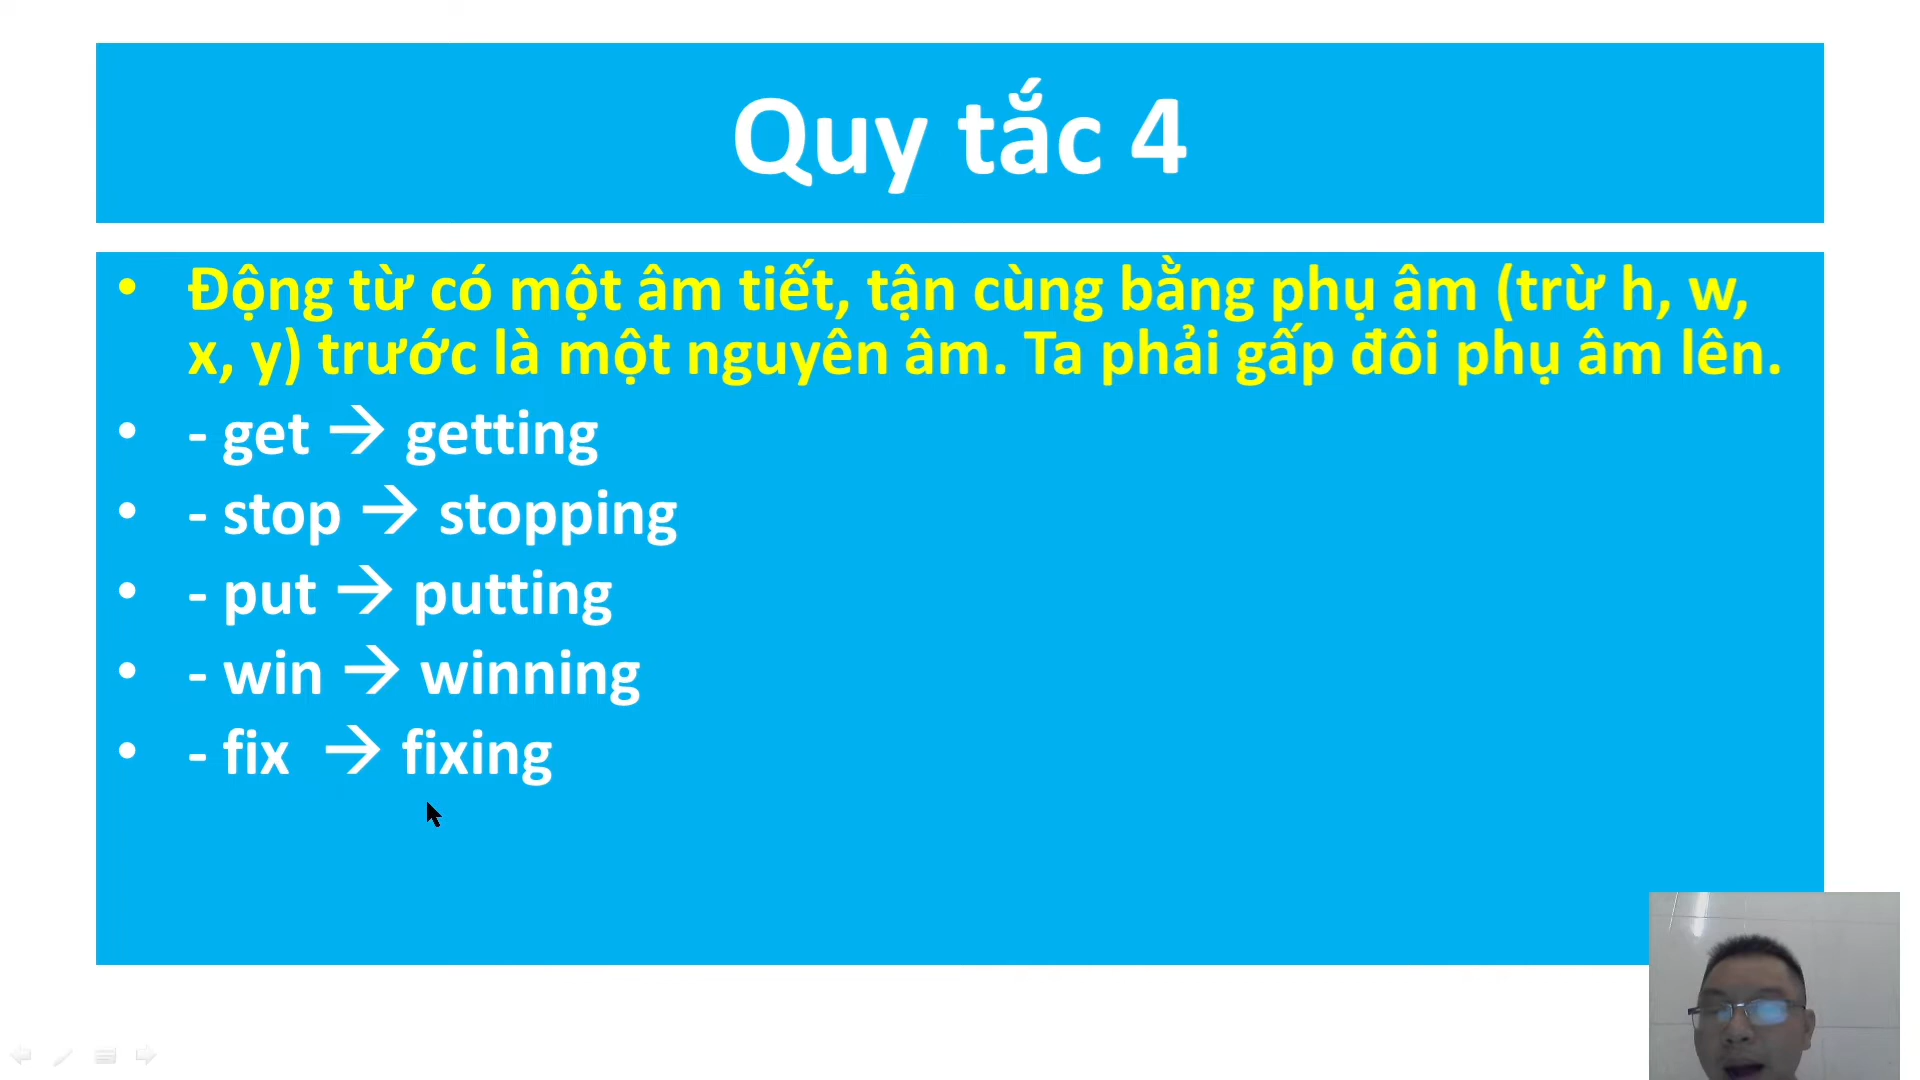 Quy tắc 4
• Động từ có một âm tiết, tận cùng bằng phụ âm (trừ h, w,
x, y) trước là một nguyên âm. Ta phải gấp đôi phụ âm lên.
• - get → getting
• - stop → stopping
• - put → putting
• - win → winning
• - fix → fixing